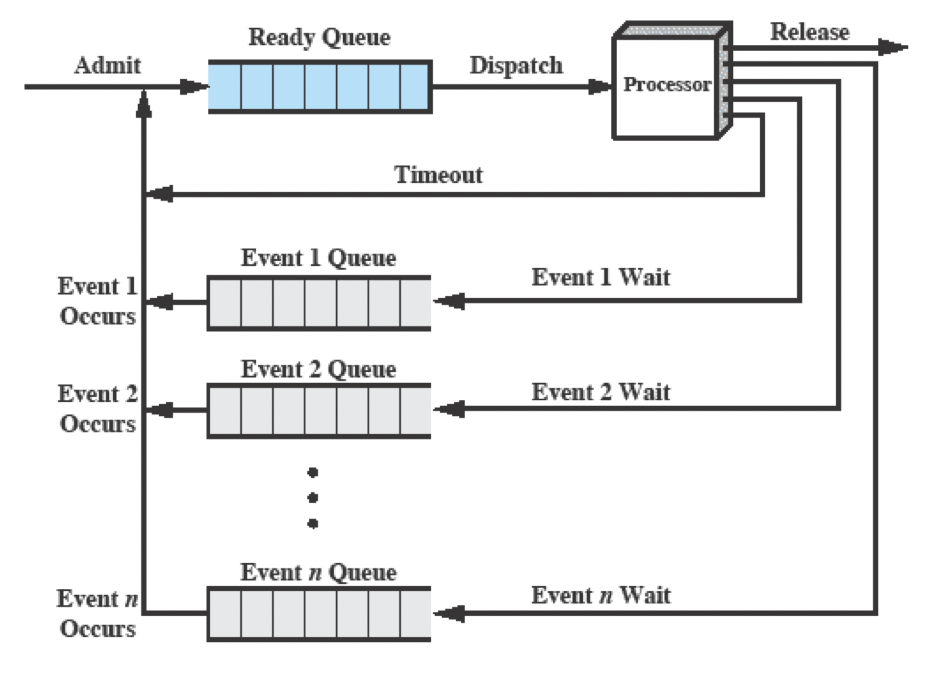 Ready Queue
Release
Admit
Dispatch
Processor
Timeout
Event 1 Queue
Event 1 Wait
Event 1
Occurs
Event 2 Queue
Event 2 Wait
Event 2
Occurs
Event n Queue
Event n Wait
Event n
Occurs